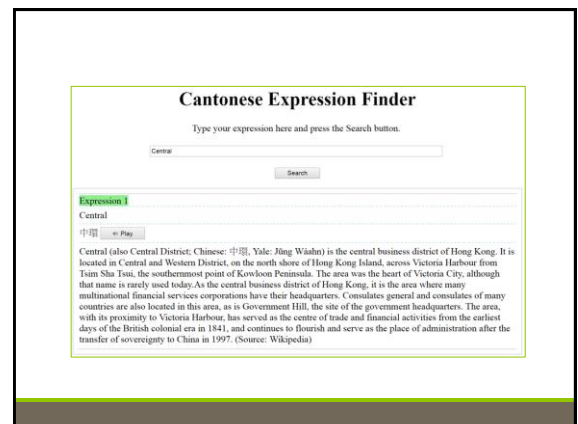 Cantonese Expression Finder
Type your expression here and press the Search button.
Central
Search
Expression 1
Central
中環 Play
Central (also Central District; Chinese: 中環, Yale: Jūng Wàahn) is the central business district of Hong Kong. It is
located in Central and Western District, on the north shore of Hong Kong Island, across Victoria Harbour from
Tsim Sha Tsui, the southernmost point of Kowloon Peninsula. The area was the heart of Victoria City, although
that name is rarely used today.As the central business district of Hong Kong, it is the area where many
multinational financial services corporations have their headquarters. Consulates general and consulates of many
countries are also located in this area, as is Government Hill, the site of the government headquarters. The area,
with its proximity to Victoria Harbour, has served as the centre of trade and financial activities from the earliest
days of the British colonial era in 1841, and continues to flourish and serve as the place of administration after the
transfer of sovereignty to China in 1997. (Source: Wikipedia)